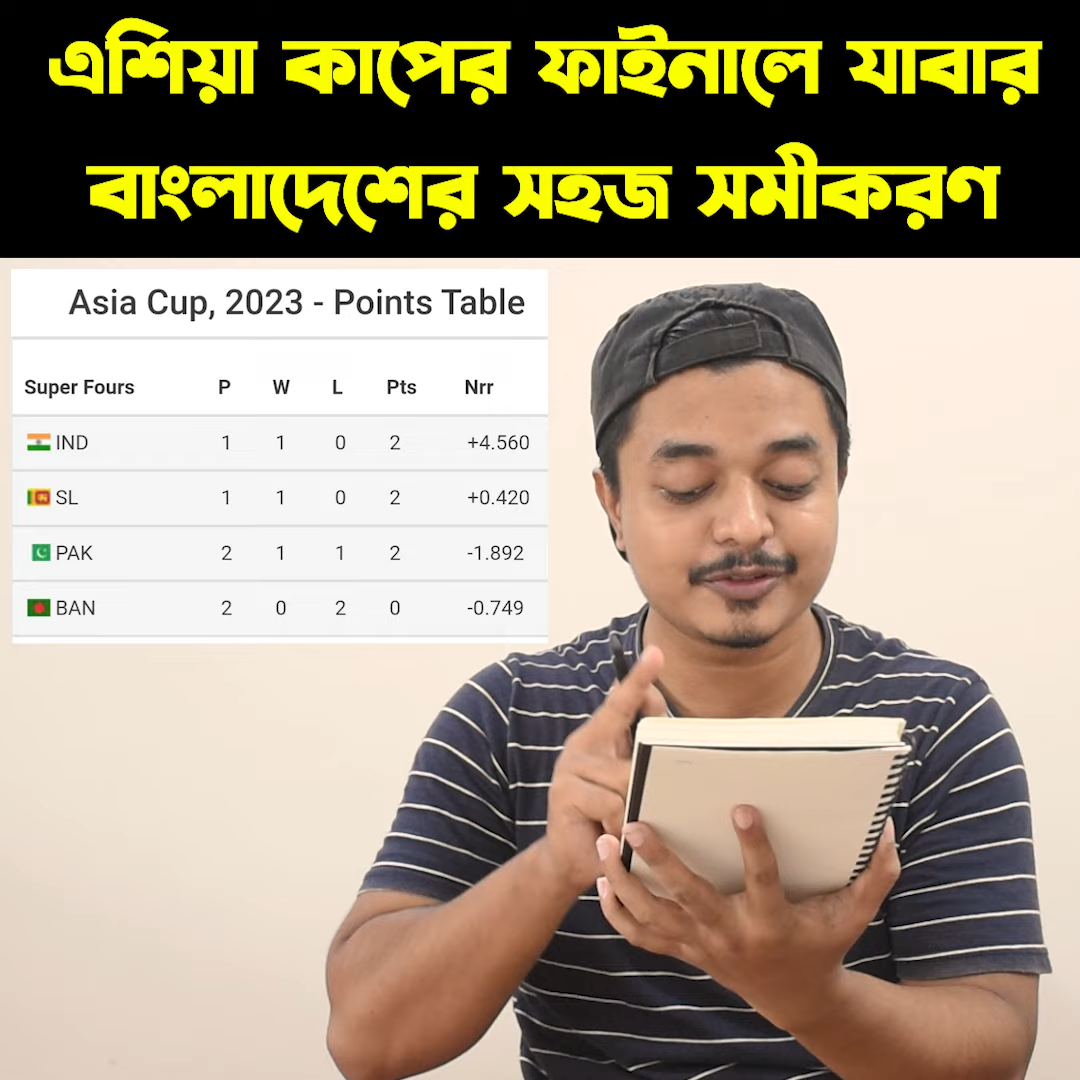 এশিয়া কাপের ফাইনালে যাবার
বাংলাদেশের সহজ সমীকরণ
Asia Cup, 2023 - Points Table
Super Fours P W L Pts Nrr
IND 1 1 0 2 +4.560
SL 1 1 0 2 +0.420
PAK 2 1 1 2 -1.892
BAN 2 0 2 0 -0.749